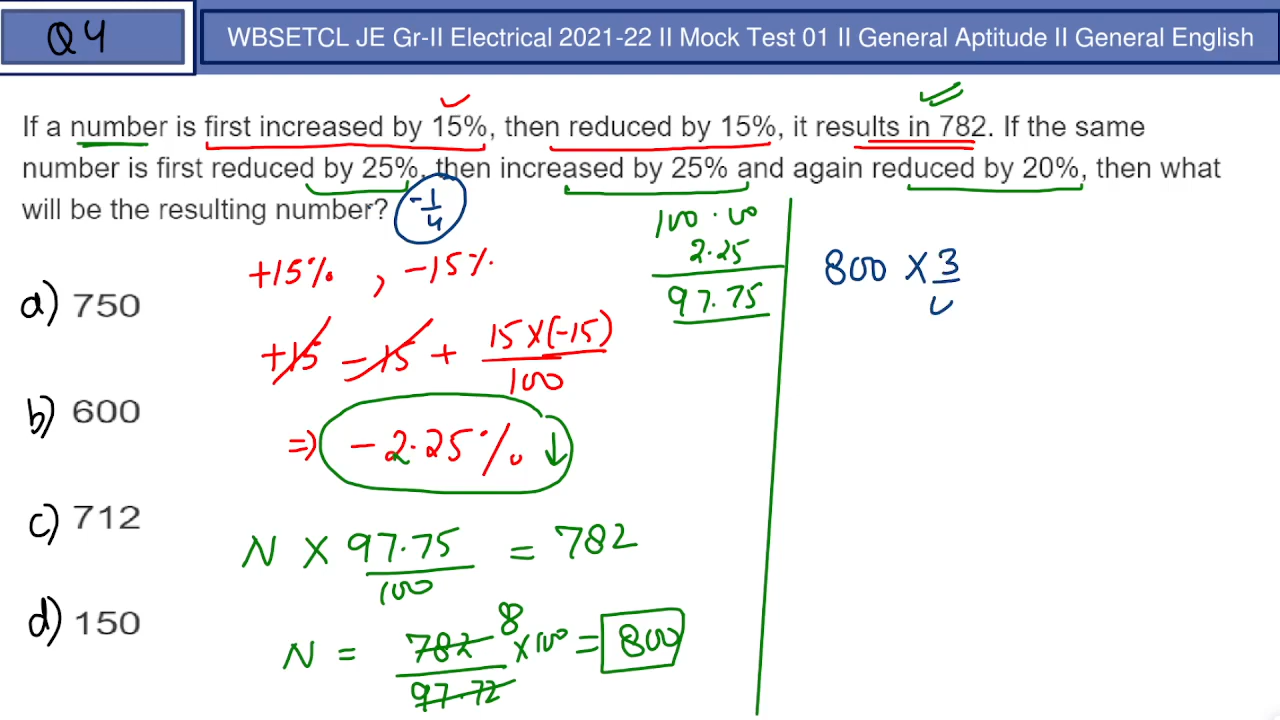 Q4
WBSETCL JE Gr-II Electrical 2021-22 II Mock Test 01 II General Aptitude II General English
If a number is first increased by 15%, then reduced by 15%, it results in 782. If the same
number is first reduced by 25%, then increased by 25% and again reduced by 20%, then what
will be the resulting number?
-1/4
a) 750
b) 600
c) 712
d) 150
+15% , -15%
+15 -15 + 15×(-15)/100
⇒ -2.25% ↓
N × 97.75/100 = 782
N = 782/97.72 8 ×100 = 800
100.00
2.25
97.75
800 × 3